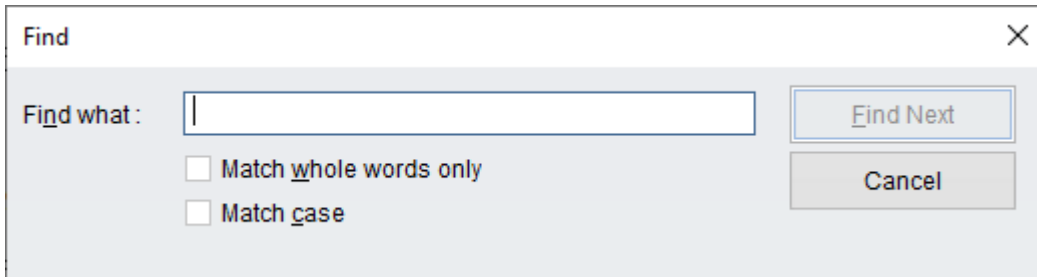 Find
Find what :
Find Next
Match whole words only
Cancel
Match case